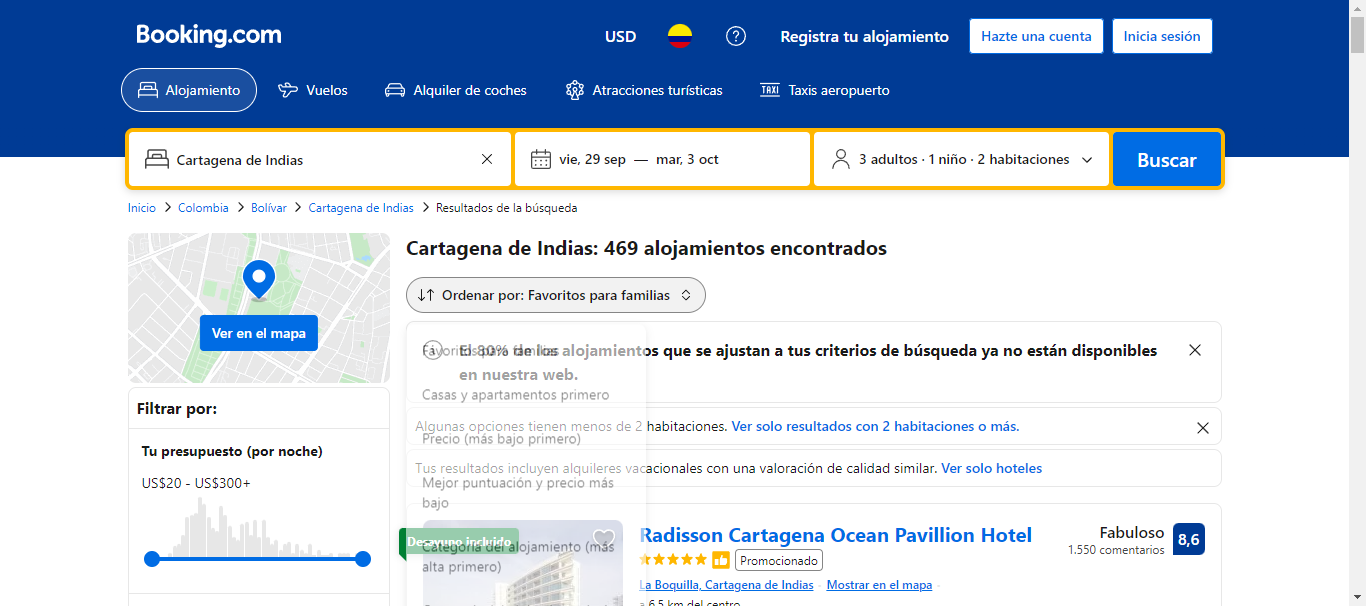 Booking.com
USD
Registra tu alojamiento
Hazte una cuenta
Inicia sesión
Alojamiento
Vuelos
Alquiler de coches
Atracciones turísticas
TAXI Taxis aeropuerto
Cartagena de Indias
vie, 29 sep — mar, 3 oct
3 adultos · 1 niño · 2 habitaciones
Buscar
Inicio > Colombia > Bolívar > Cartagena de Indias > Resultados de la búsqueda
Ver en el mapa
Filtrar por:
Tu presupuesto (por noche)
US$20 - US$300+
Cartagena de Indias: 469 alojamientos encontrados
Ordenar por: Favoritos para familias
El 80% de los alojamientos que se ajustan a tus criterios de búsqueda ya no están disponibles
en nuestra web.
Favoritos para familias
Casas y apartamentos primero
Algunas opciones tienen menos de 2 habitaciones. Ver solo resultados con 2 habitaciones o más.
Precio (más bajo primero)
Tus resultados incluyen alquileres vacacionales con una valoración de calidad similar. Ver solo hoteles
Mejor puntuación y precio más
bajo
Desayuno incluido
Categoría del alojamiento (más
alta primero)
Radisson Cartagena Ocean Pavillion Hotel
Promocionado
La Boquilla, Cartagena de Indias
Mostrar en el mapa
a 6,5 km del centro
Fabuloso
1.550 comentarios
8,6